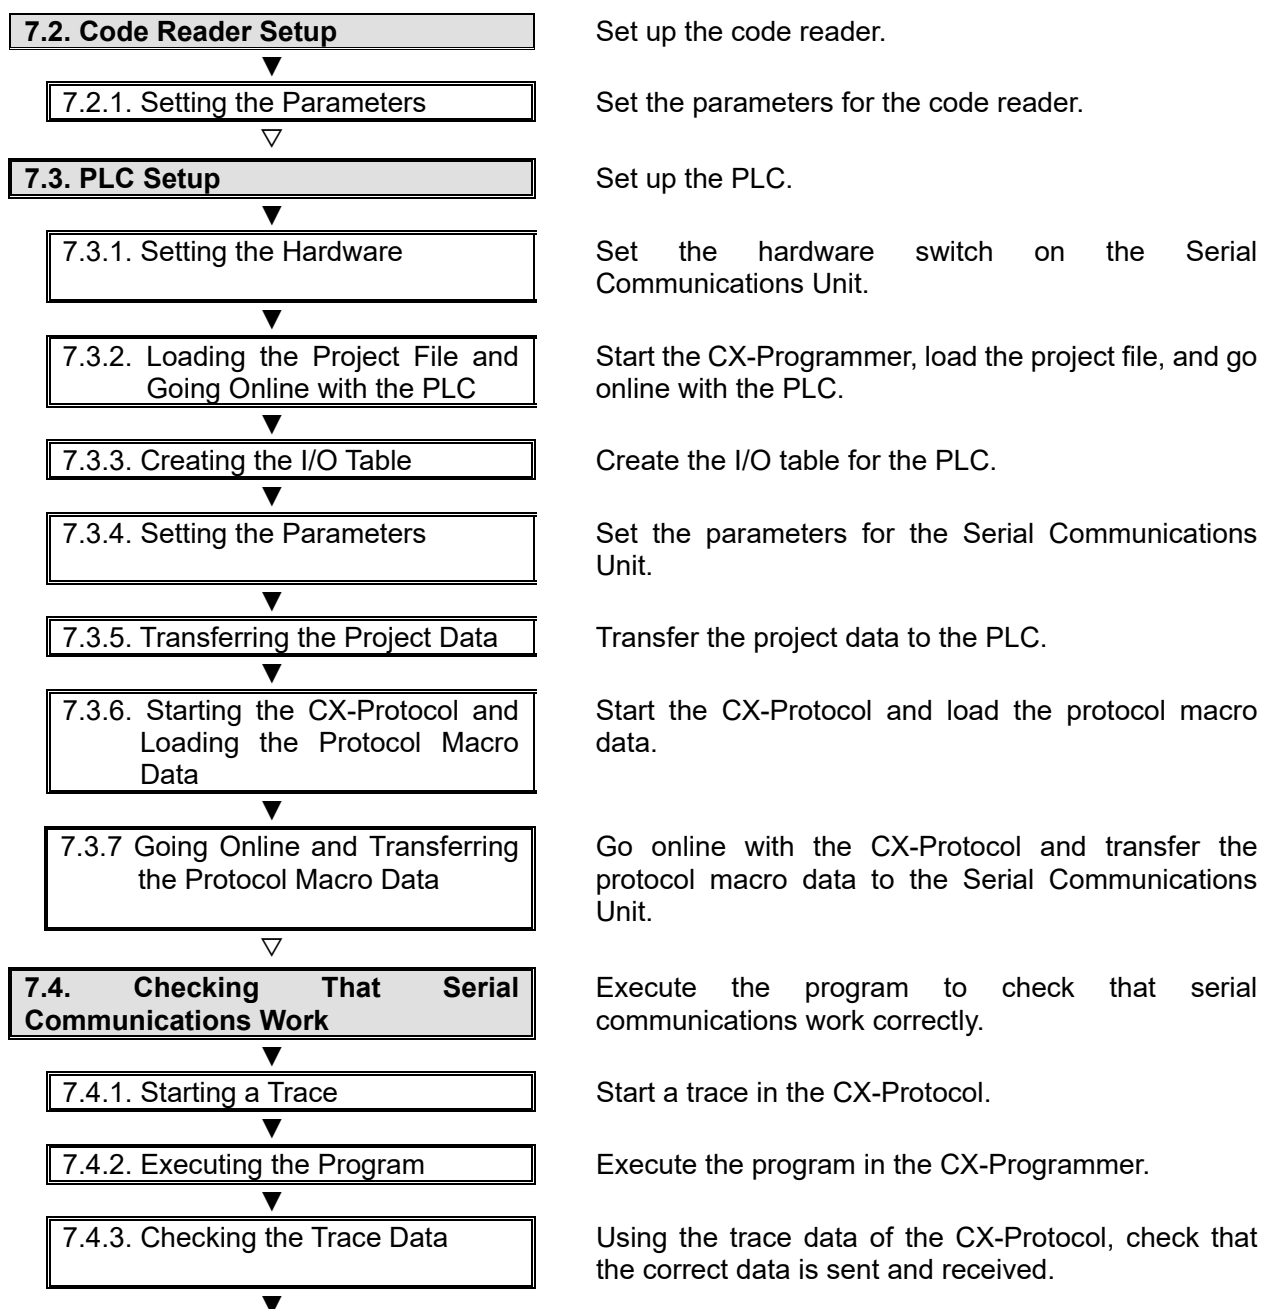 7.2. Code Reader Setup
Set up the code reader.
▼
7.2.1. Setting the Parameters
Set the parameters for the code reader.
▽
7.3. PLC Setup
Set up the PLC.
▼
7.3.1. Setting the Hardware
Set the hardware switch on the Serial
Communications Unit.
▼
7.3.2. Loading the Project File and
Going Online with the PLC
Start the CX-Programmer, load the project file, and go
online with the PLC.
▼
7.3.3. Creating the I/O Table
Create the I/O table for the PLC.
▼
7.3.4. Setting the Parameters
Set the parameters for the Serial Communications
Unit.
▼
7.3.5. Transferring the Project Data
Transfer the project data to the PLC.
▼
7.3.6. Starting the CX-Protocol and
Loading the Protocol Macro
Data
Start the CX-Protocol and load the protocol macro
data.
▼
7.3.7 Going Online and Transferring
the Protocol Macro Data
Go online with the CX-Protocol and transfer the
protocol macro data to the Serial Communications
Unit.
▽
7.4. Checking That Serial
Communications Work
Execute the program to check that serial
communications work correctly.
▼
7.4.1. Starting a Trace
Start a trace in the CX-Protocol.
▼
7.4.2. Executing the Program
Execute the program in the CX-Programmer.
▼
7.4.3. Checking the Trace Data
Using the trace data of the CX-Protocol, check that
the correct data is sent and received.
▼